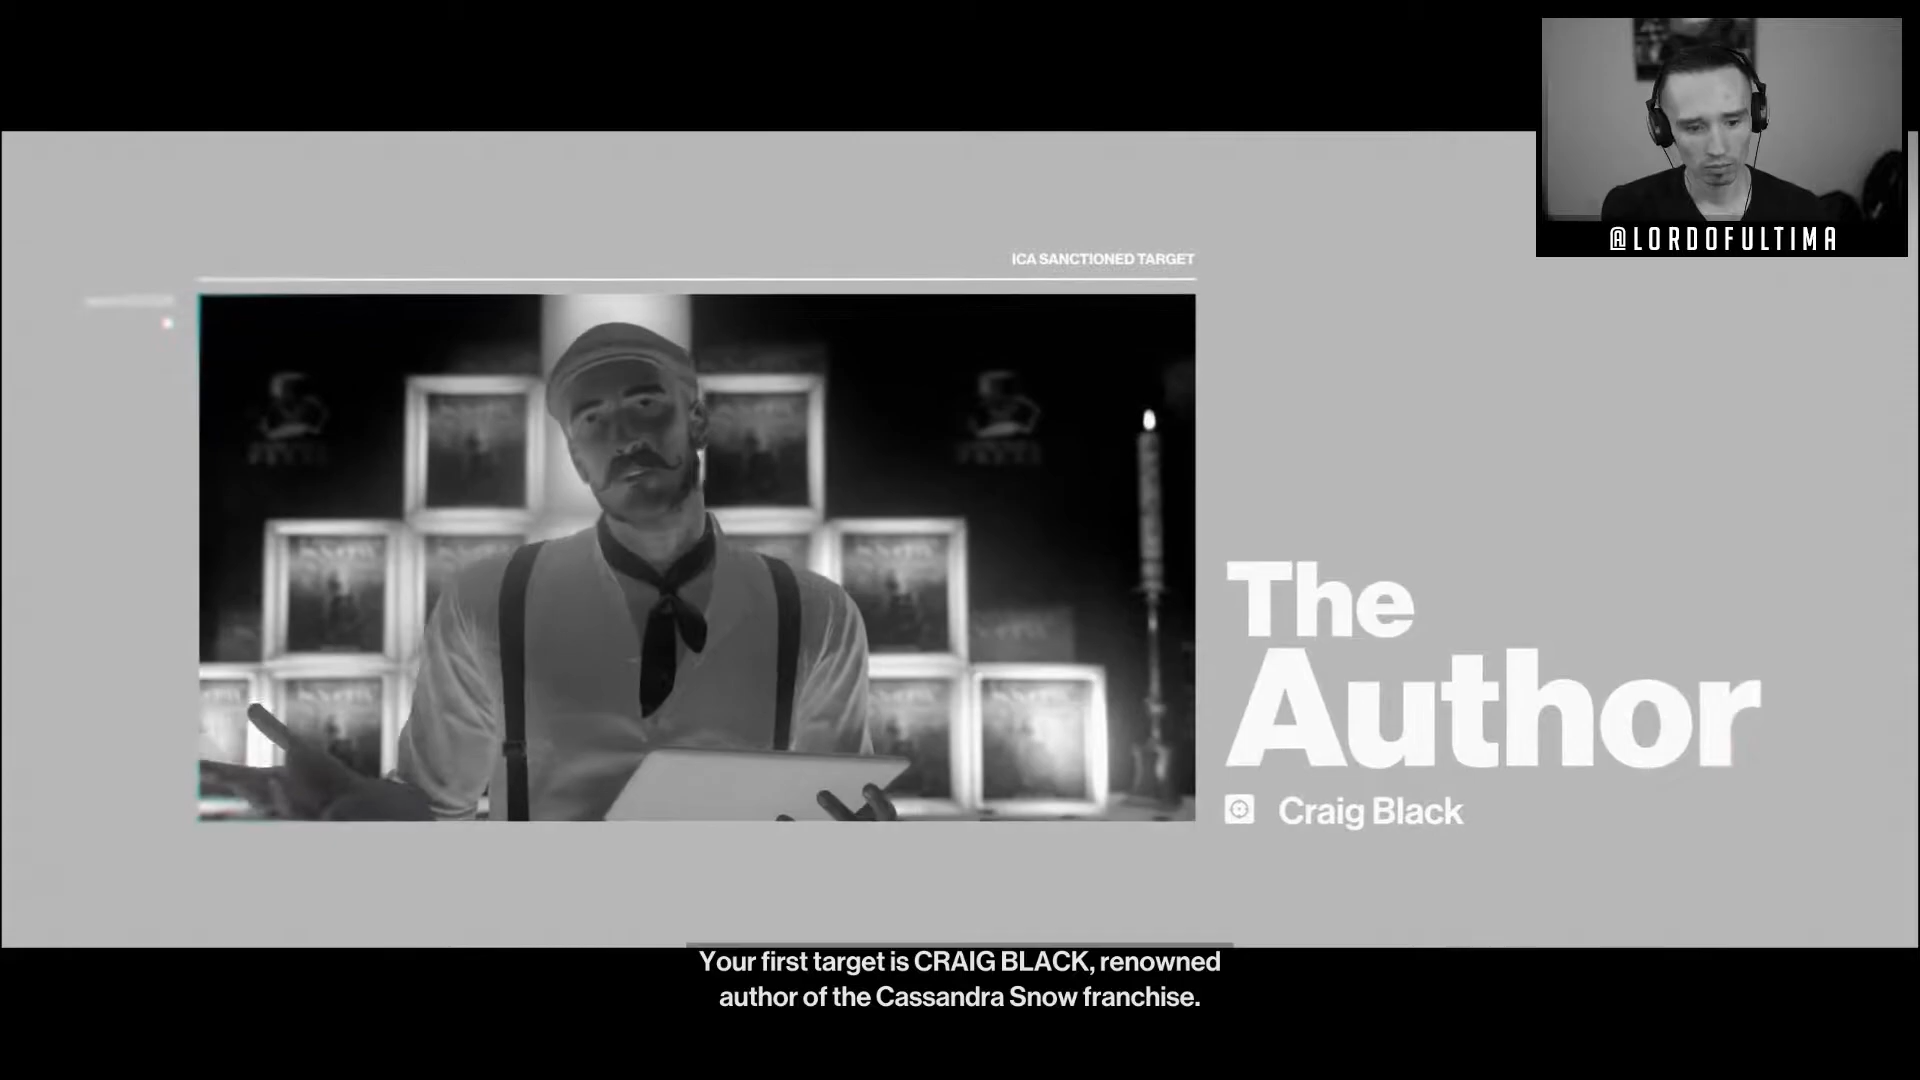 @LORDOFULTIMA
ICA SANCTIONED TARGET
The
Author
Craig Black
Your first target is CRAIG BLACK, renowned
author of the Cassandra Snow franchise.